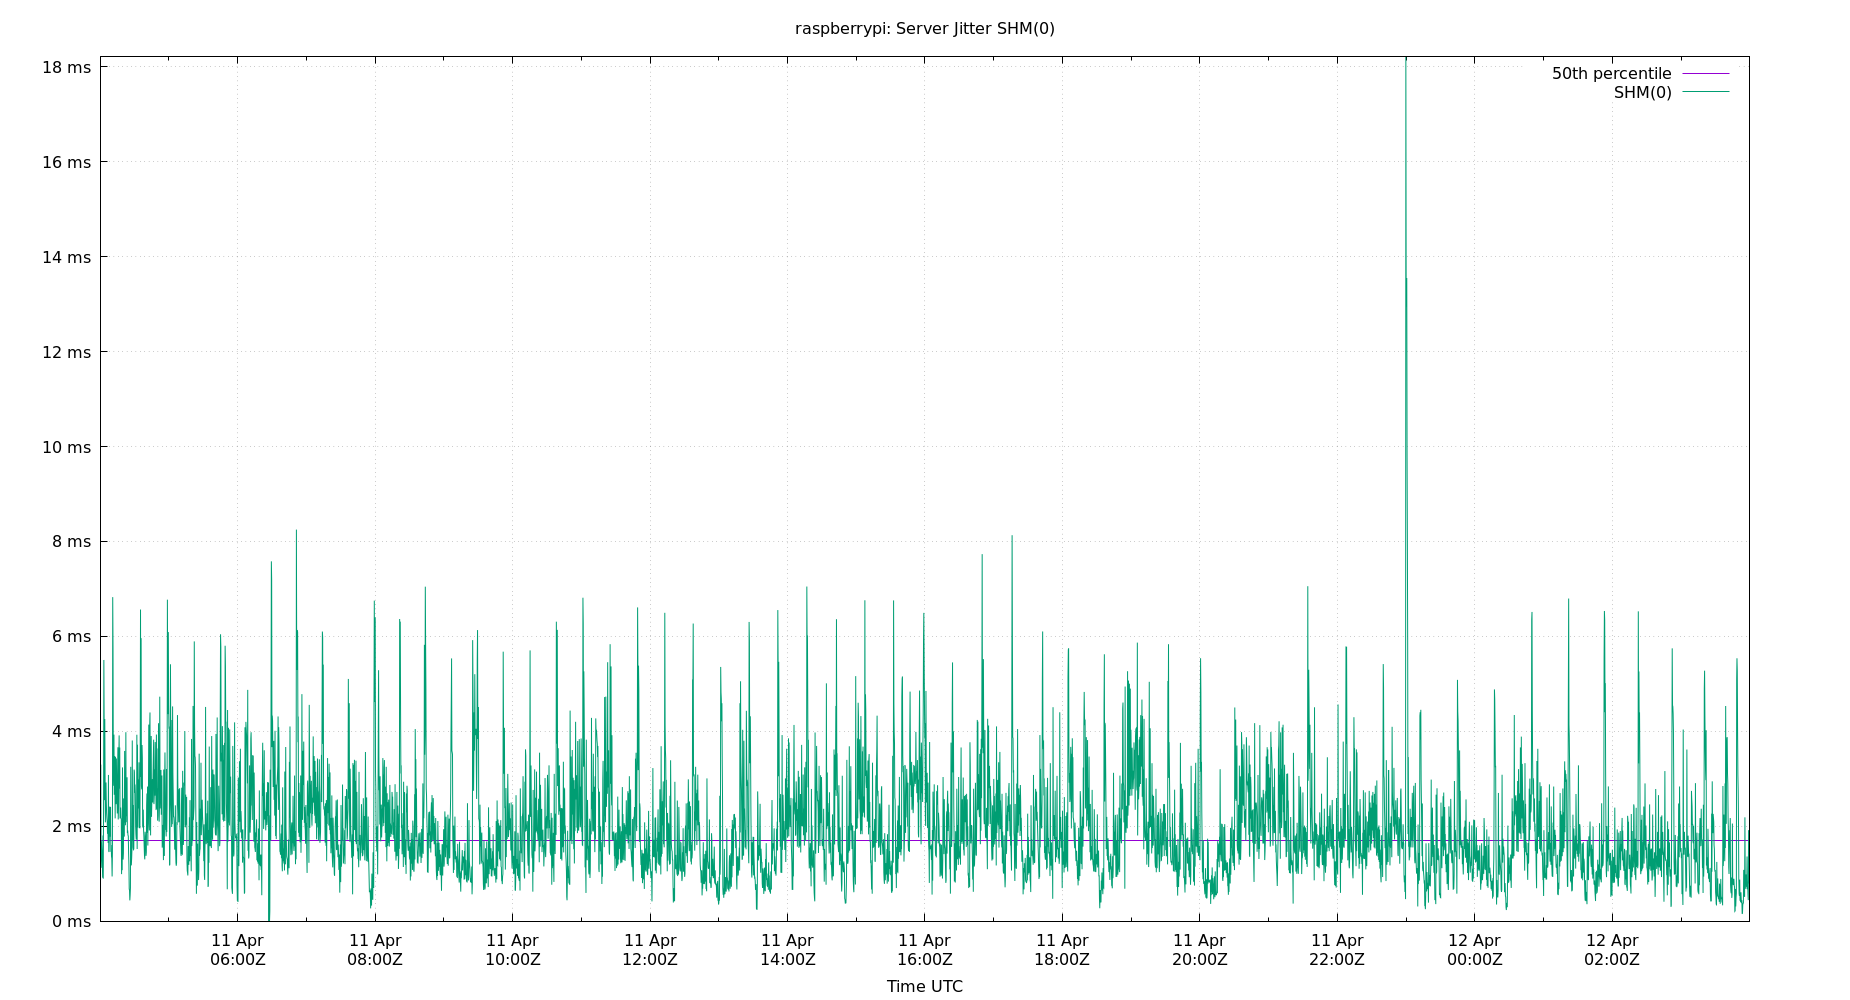 raspberrypi: Server Jitter SHM(0)
18 ms
16 ms
14 ms
12 ms
10 ms
8 ms
6 ms
4 ms
2 ms
0 ms
50th percentile
SHM(0)
11 Apr
06:00Z
11 Apr
08:00Z
11 Apr
10:00Z
11 Apr
12:00Z
11 Apr
14:00Z
11 Apr
16:00Z
11 Apr
18:00Z
11 Apr
20:00Z
11 Apr
22:00Z
12 Apr
00:00Z
12 Apr
02:00Z
Time UTC